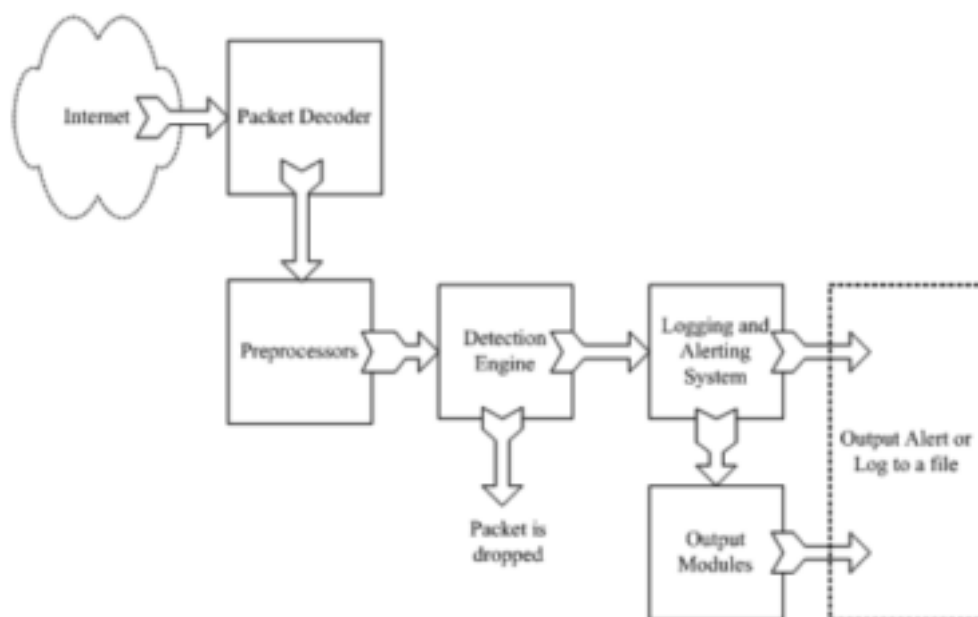 Internet
Packet Decoder
Preprocessors
Detection
Engine
Logging and
Alerting
System
Packet is
dropped
Output
Modules
Output Alert or
Log to a file